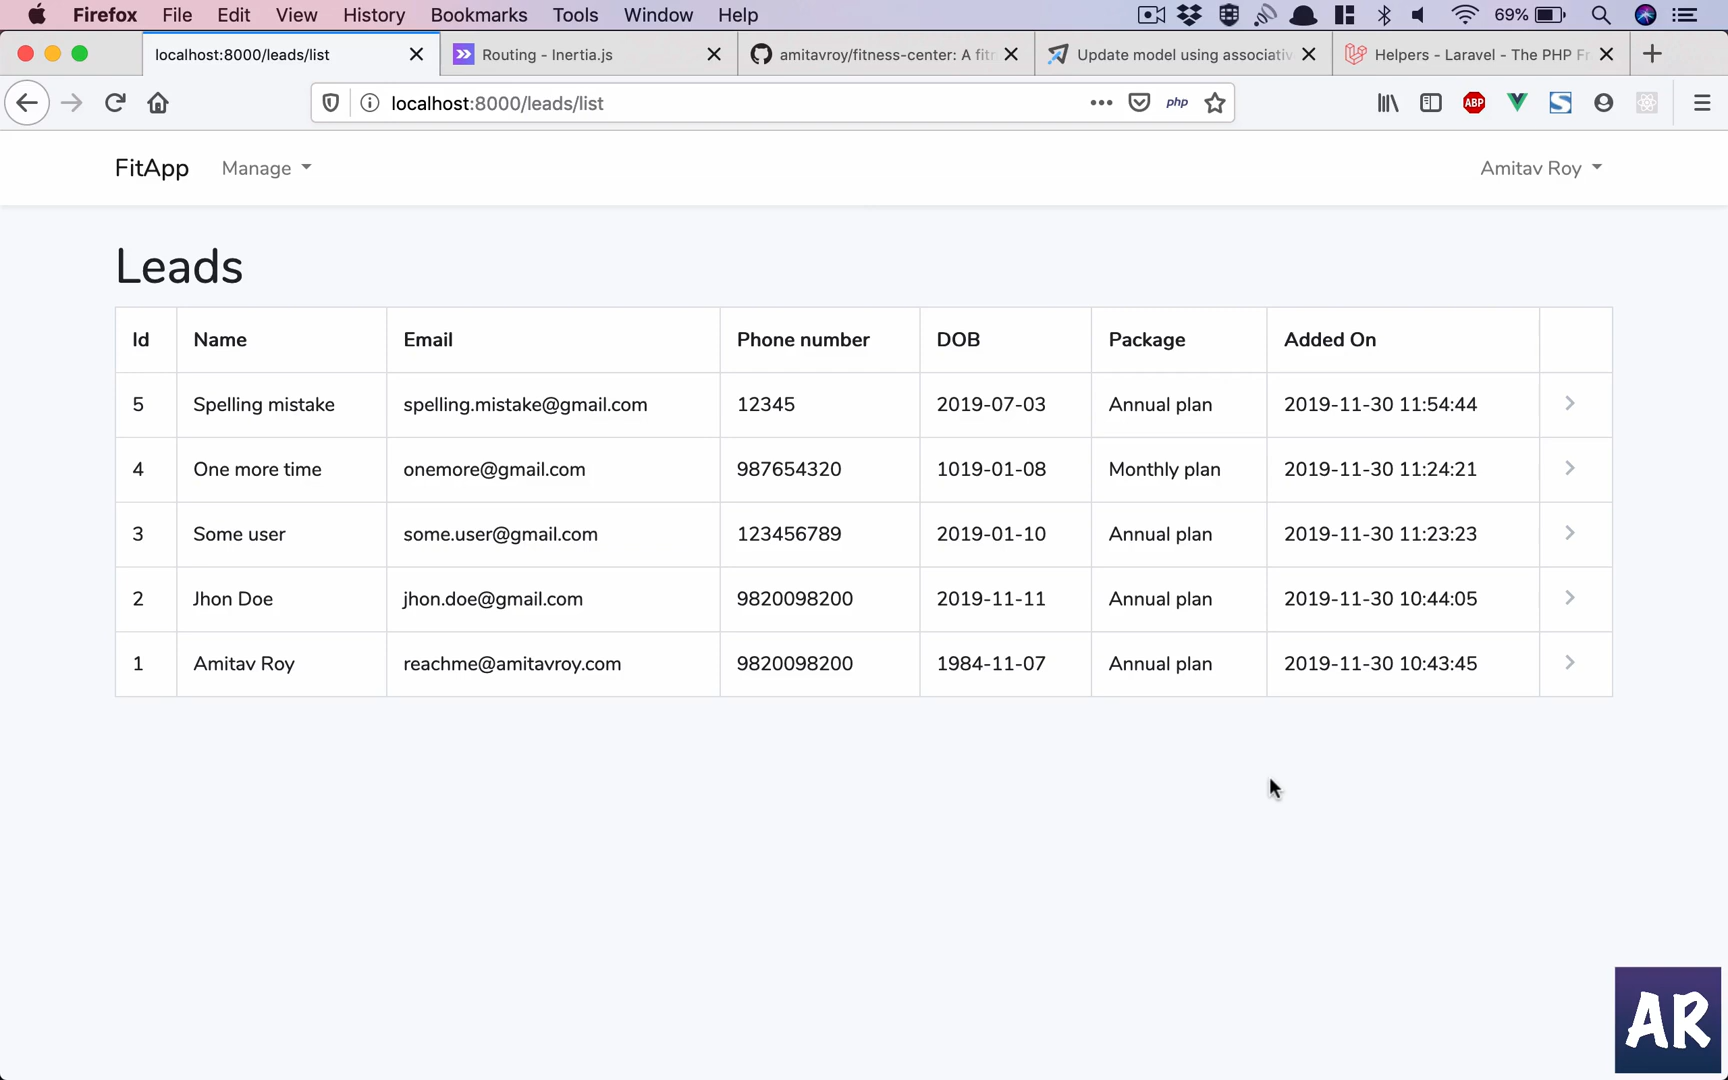 Firefox File Edit View History Bookmarks Tools Window Help 69%
localhost:8000/leads/list Routing - Inertia.js amitavroy/fitness-center: A fitn Update model using associativ Helpers - Laravel - The PHP Fr
localhost:8000/leads/list php ABP
FitApp Manage Amitav Roy
Leads
Id Name Email Phone number DOB Package Added On
5 Spelling mistake spelling.mistake@gmail.com 12345 2019-07-03 Annual plan 2019-11-30 11:54:44
4 One more time onemore@gmail.com 987654320 1019-01-08 Monthly plan 2019-11-30 11:24:21
3 Some user some.user@gmail.com 123456789 2019-01-10 Annual plan 2019-11-30 11:23:23
2 Jhon Doe jhon.doe@gmail.com 9820098200 2019-11-11 Annual plan 2019-11-30 10:44:05
1 Amitav Roy reachme@amitavroy.com 9820098200 1984-11-07 Annual plan 2019-11-30 10:43:45
AR